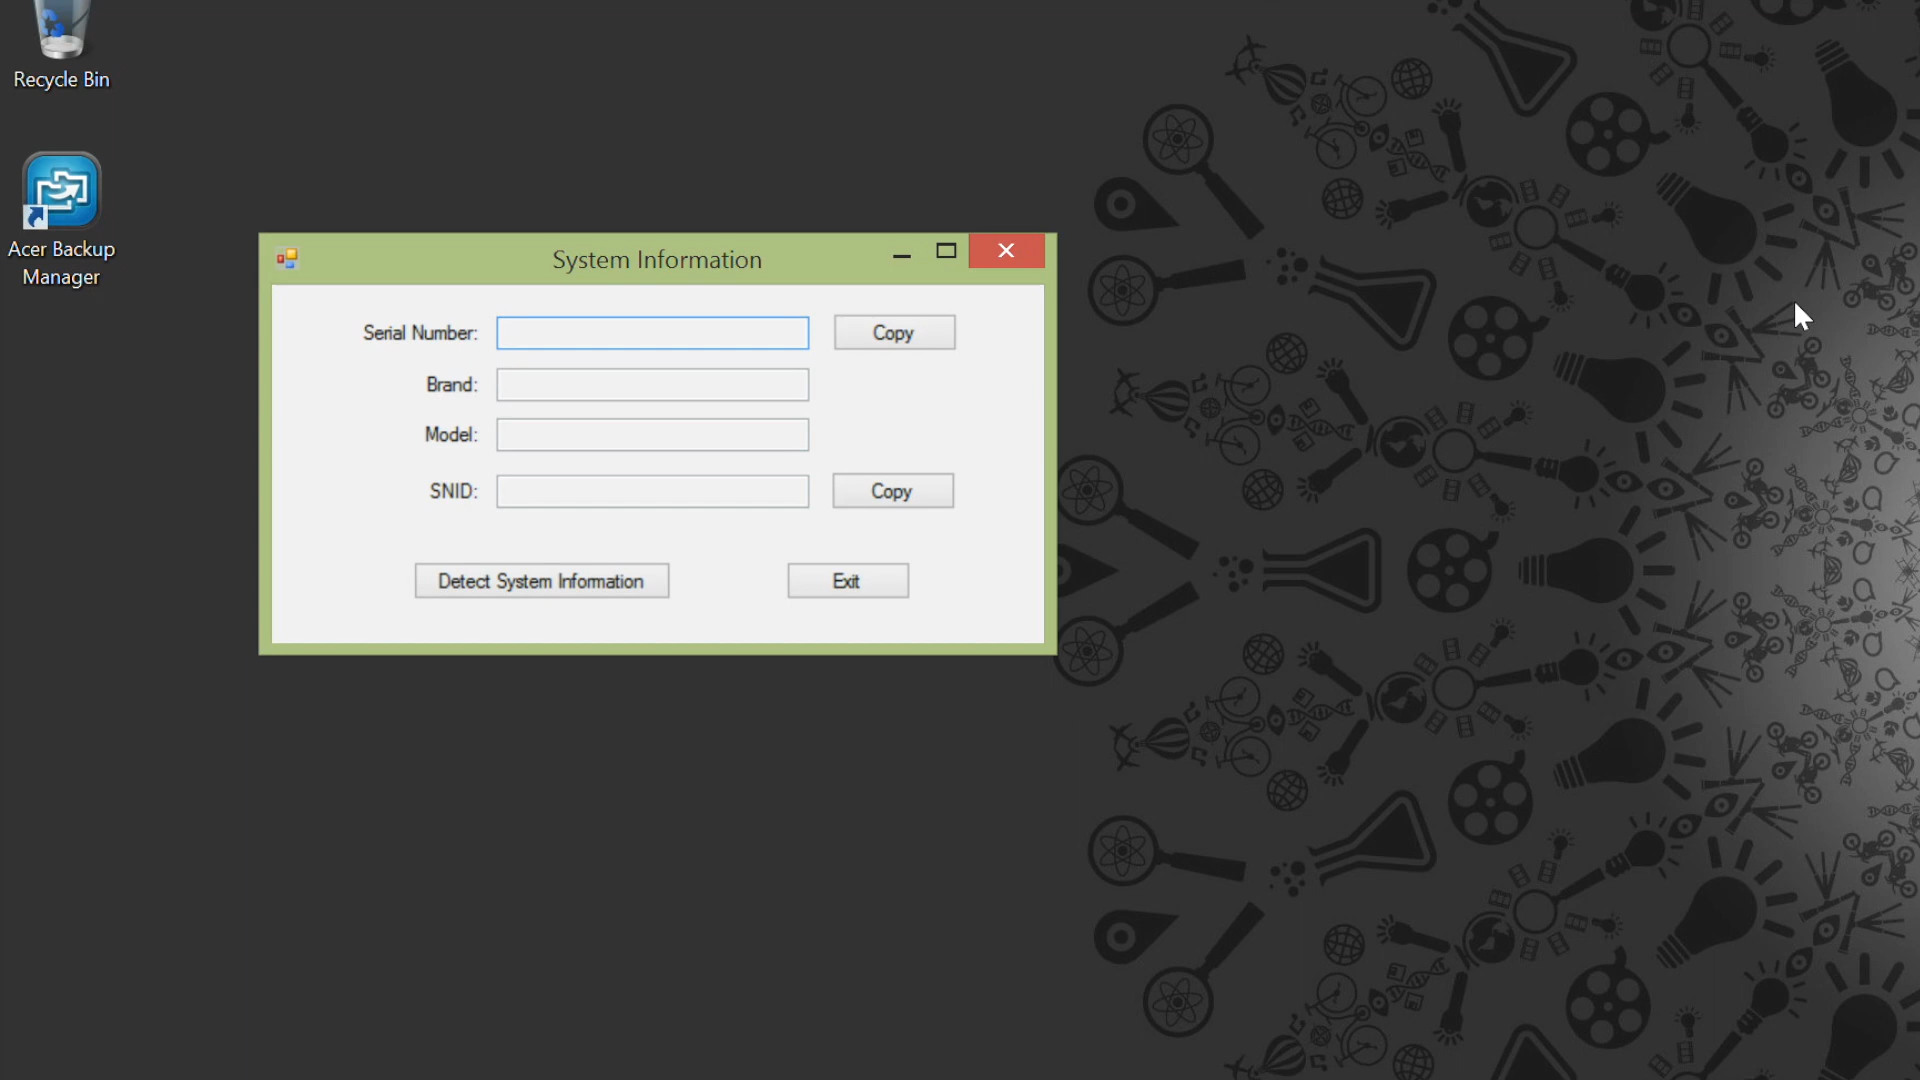 Recycle Bin
Acer Backup
Manager
System Information
Serial Number:
Copy
Brand:
Model:
SNID:
Copy
Detect System Information
Exit